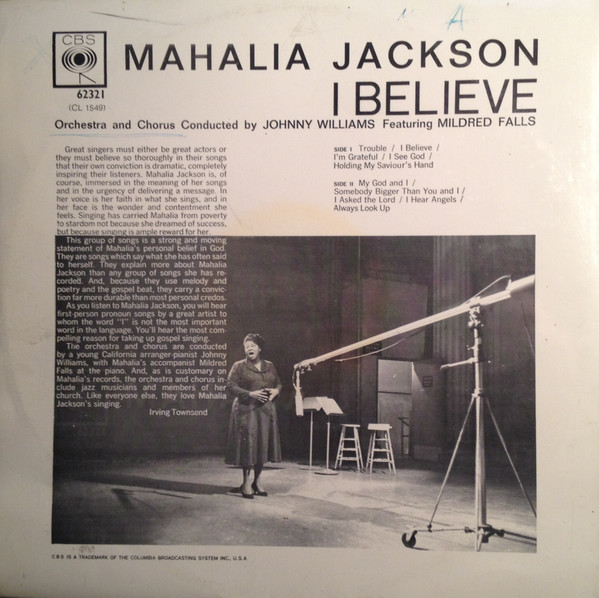 CBS
62321
(CL 1549)
MAHALIA JACKSON
I BELIEVE
Orchestra and Chorus Conducted by JOHNNY WILLIAMS Featuring MILDRED FALLS
Great singers must either be great actors or
they must believe so thoroughly in their songs
that their own conviction is dramatic, completely
inspiring their listeners. Mahalia Jackson is, of
course, immersed in the meaning of her songs
and in the urgency of delivering a message. In
her voice is her faith in what she sings, and in
her face is the wonder and contentment she
feels. Singing has carried Mahalia from poverty
to stardom not because she dreamed of success,
but because singing is ample reward for her.
This group of songs is a strong and moving
statement of Mahalia's personal belief in God.
They are songs which say what she has often said
to herself. They explain more about Mahalia
Jackson than any group of songs she has re-
corded. And, because they use melody and
poetry and the gospel beat, they carry a convic-
tion far more durable than most personal credos.
As you listen to Mahalia Jackson, you will hear
first-person pronoun songs by a great artist to
whom the word "I" is not the most important
word in the language. You'll hear the most com-
pelling reason for taking up gospel singing.
The orchestra and chorus are conducted
by a young California arranger-pianist Johnny
Williams, with Mahalia's accompanist Mildred
Falls at the piano. And, as is customary on
Mahalia's records, the orchestra and chorus in-
clude jazz musicians and members of her
church. Like everyone else, they love Mahalia
Jackson's singing.
Irving Townsend
SIDE I Trouble / I Believe /
I'm Grateful / I See God /
Holding My Saviour's Hand
SIDE II My God and I /
Somebody Bigger Than You and I /
I Asked the Lord / I Hear Angels /
Always Look Up
CBS IS A TRADEMARK OF THE COLUMBIA BROADCASTING SYSTEM INC., U.S.A.
A